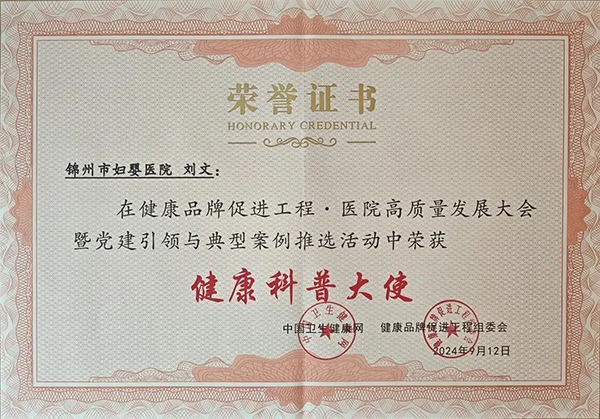 荣誉证书
HONORARY CREDENTIAL
锦州市妇婴医院 刘文：
在健康品牌促进工程·医院高质量发展大会
暨党建引领与典型案例推选活动中荣获
健康科普大使
中国卫生健康网 健康品牌促进工程组委会
2024年9月12日